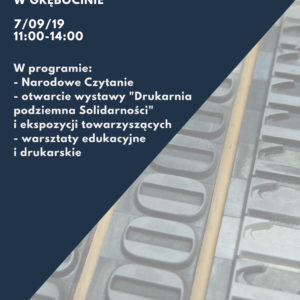 W GRĘBOCINIE
7/09/19
11:00-14:00
W programie:
- Narodowe Czytanie
- otwarcie wystawy "Drukarnia
podziemna Solidarności"
i ekspozycji towarzyszących
- warsztaty edukacyjne
i drukarskie